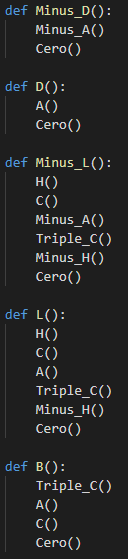 def Minus_D():
    Minus_A()
    Cero()

def D():
    A()
    Cero()

def Minus_L():
    H()
    C()
    Minus_A()
    Triple_C()
    Minus_H()
    Cero()

def L():
    H()
    C()
    A()
    Triple_C()
    Minus_H()
    Cero()

def B():
    Triple_C()
    A()
    C()
    Cero()